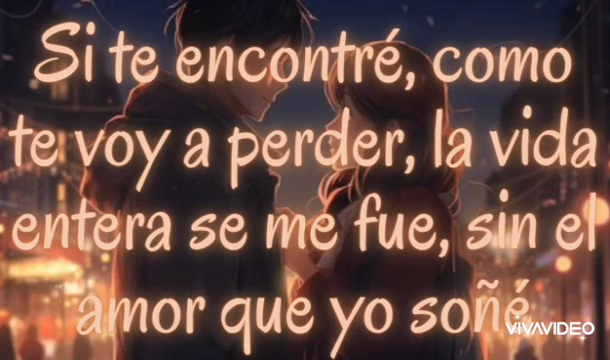 Si te encontré, como
te voy a perder, la vida
entera se me fue, sin el
amor que yo soñé
VIVAVIDEO